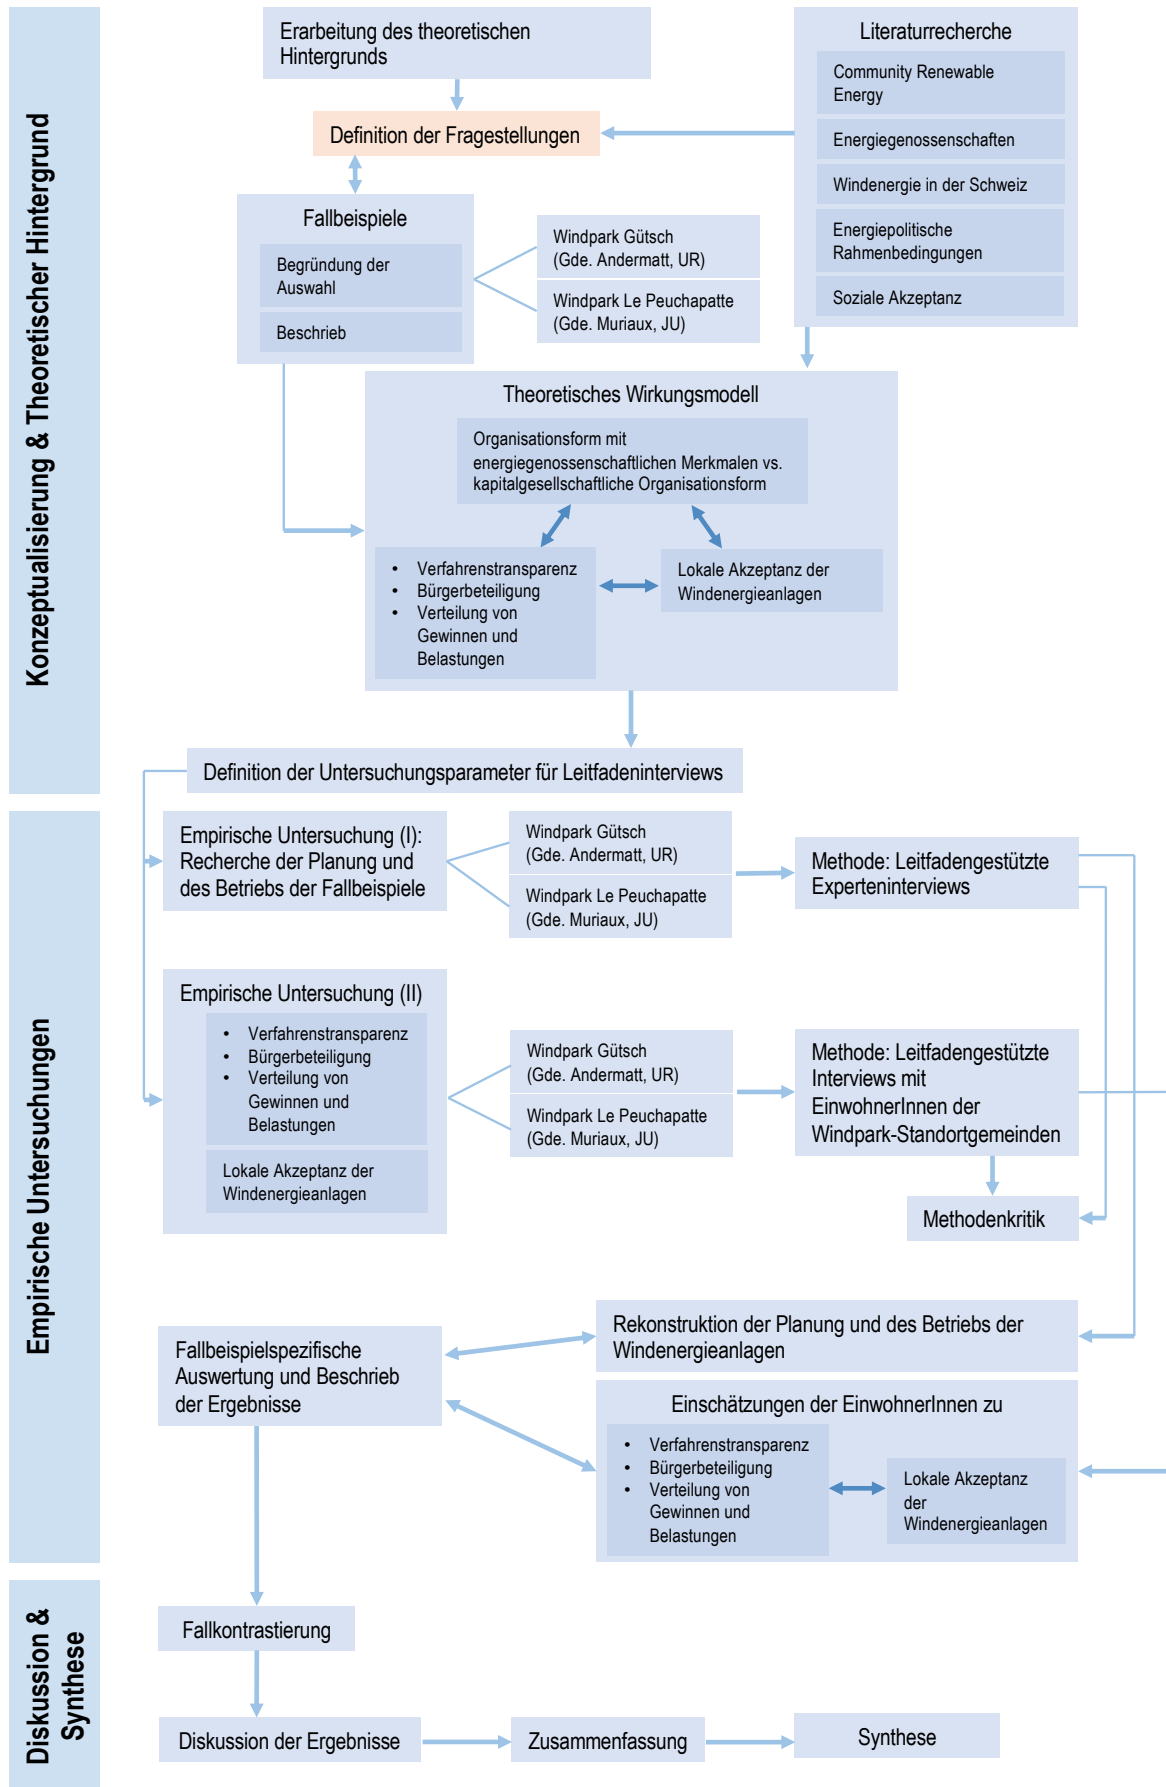 Konzeptualisierung & Theoretischer Hintergrund
Erarbeitung des theoretischen
Hintergrunds
Literaturrecherche
Community Renewable
Energy
Energiegenossenschaften
Windenergie in der Schweiz
Energiepolitische
Rahmenbedingungen
Soziale Akzeptanz
Definition der Fragestellungen
Fallbeispiele
Begründung der
Auswahl
Beschrieb
Windpark Gütsch
(Gde. Andermatt, UR)
Windpark Le Peuchapatte
(Gde. Muriaux, JU)
Theoretisches Wirkungsmodell
Organisationsform mit
energiegenossenschaftlichen Merkmalen vs.
kapitalgesellschaftliche Organisationsform
• Verfahrenstransparenz
• Bürgerbeteiligung
• Verteilung von
Gewinnen und
Belastungen
Lokale Akzeptanz der
Windenergieanlagen
Definition der Untersuchungsparameter für Leitfadeninterviews
Empirische Untersuchungen
Empirische Untersuchung (I):
Recherche der Planung und
des Betriebs der Fallbeispiele
Windpark Gütsch
(Gde. Andermatt, UR)
Windpark Le Peuchapatte
(Gde. Muriaux, JU)
Methode: Leitfadengestützte
Experteninterviews
Empirische Untersuchung (II)
• Verfahrenstransparenz
• Bürgerbeteiligung
• Verteilung von
Gewinnen und
Belastungen
Lokale Akzeptanz der
Windenergieanlagen
Windpark Gütsch
(Gde. Andermatt, UR)
Windpark Le Peuchapatte
(Gde. Muriaux, JU)
Methode: Leitfadengestützte
Interviews mit
EinwohnerInnen der
Windpark-Standortgemeinden
Methodenkritik
Rekonstruktion der Planung und des Betriebs der
Windenergieanlagen
Fallbeispielspezifische
Auswertung und Beschrieb
der Ergebnisse
Einschätzungen der EinwohnerInnen zu
• Verfahrenstransparenz
• Bürgerbeteiligung
• Verteilung von
Gewinnen und
Belastungen
Lokale Akzeptanz
der
Windenergieanlagen
Diskussion &
Synthese
Fallkontrastierung
Diskussion der Ergebnisse
Zusammenfassung
Synthese